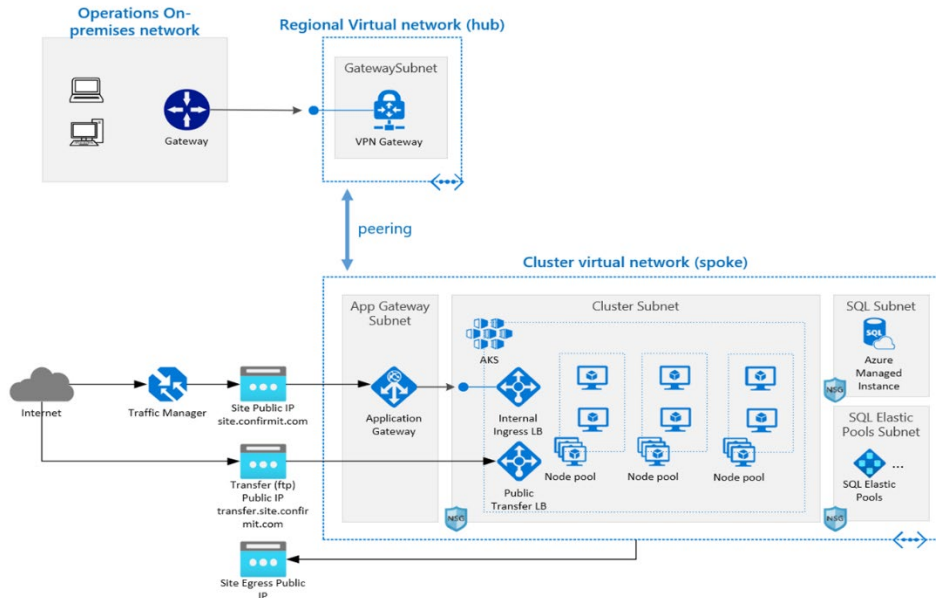 Operations On-
premises network
Regional Virtual network (hub)
GatewaySubnet
Gateway
VPN Gateway
peering
Cluster virtual network (spoke)
App Gateway
Subnet
Cluster Subnet
SQL Subnet
AKS
SQL
Azure
Managed
Instance
Internet
Traffic Manager
Site Public IP
site.confirmit.com
Application
Gateway
Internal
Ingress LB
NSG
SQL Elastic
Pools Subnet
Node pool
Node pool
Node pool
SQL Elastic
Pools
...
Transfer (ftp)
Public IP
transfer.site.confir
mit.com
Public
Transfer LB
NSG
NSG
Site Egress Public
IP